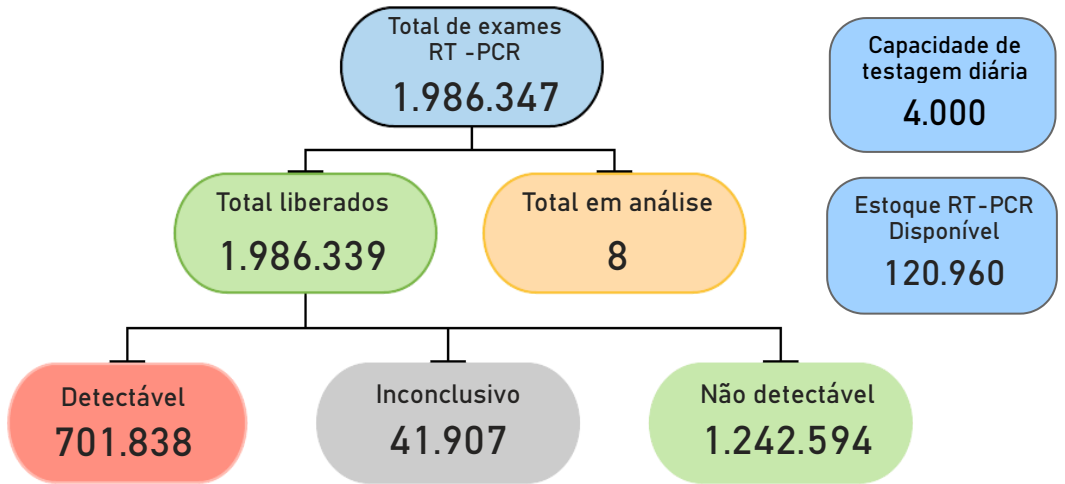 Total de exames
RT -PCR
1.986.347
Capacidade de
testagem diária
4.000
Total liberados
1.986.339
Total em análise
8
Estoque RT-PCR
Disponível
120.960
Detectável
701.838
Inconclusivo
41.907
Não detectável
1.242.594